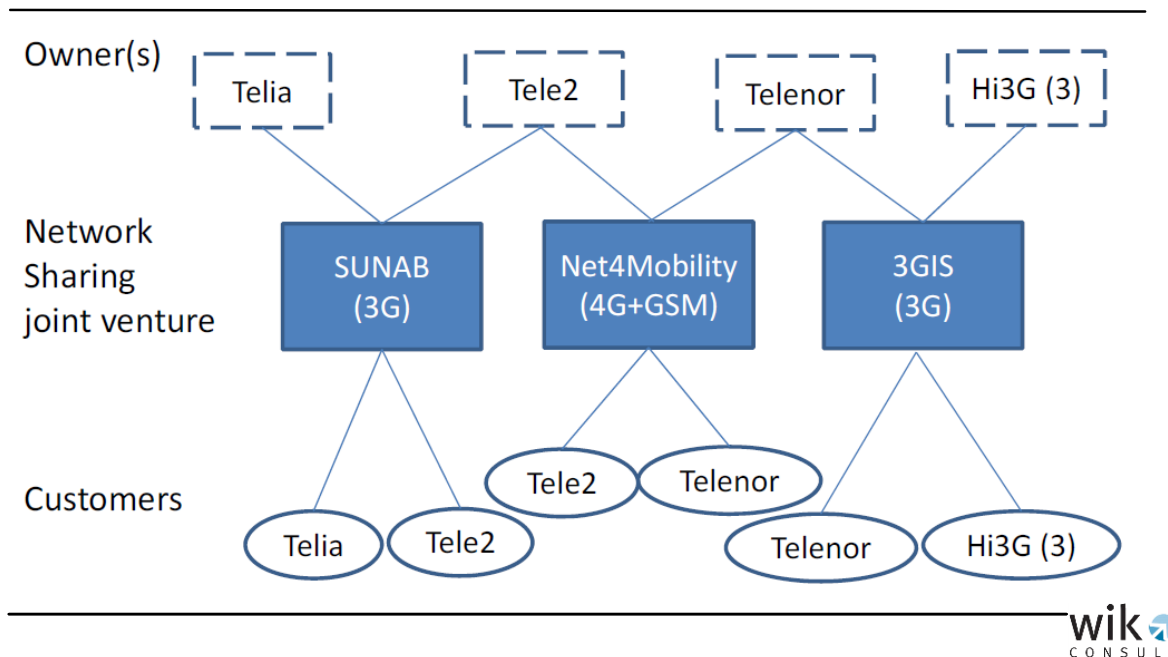 Owner(s)
Telia
Tele2
Telenor
Hi3G (3)
Network
Sharing
joint venture
SUNAB
(3G)
Net4Mobility
(4G+GSM)
3GIS
(3G)
Customers
Telia
Tele2
Tele2
Telenor
Telenor
Hi3G (3)
wik
CONSUL